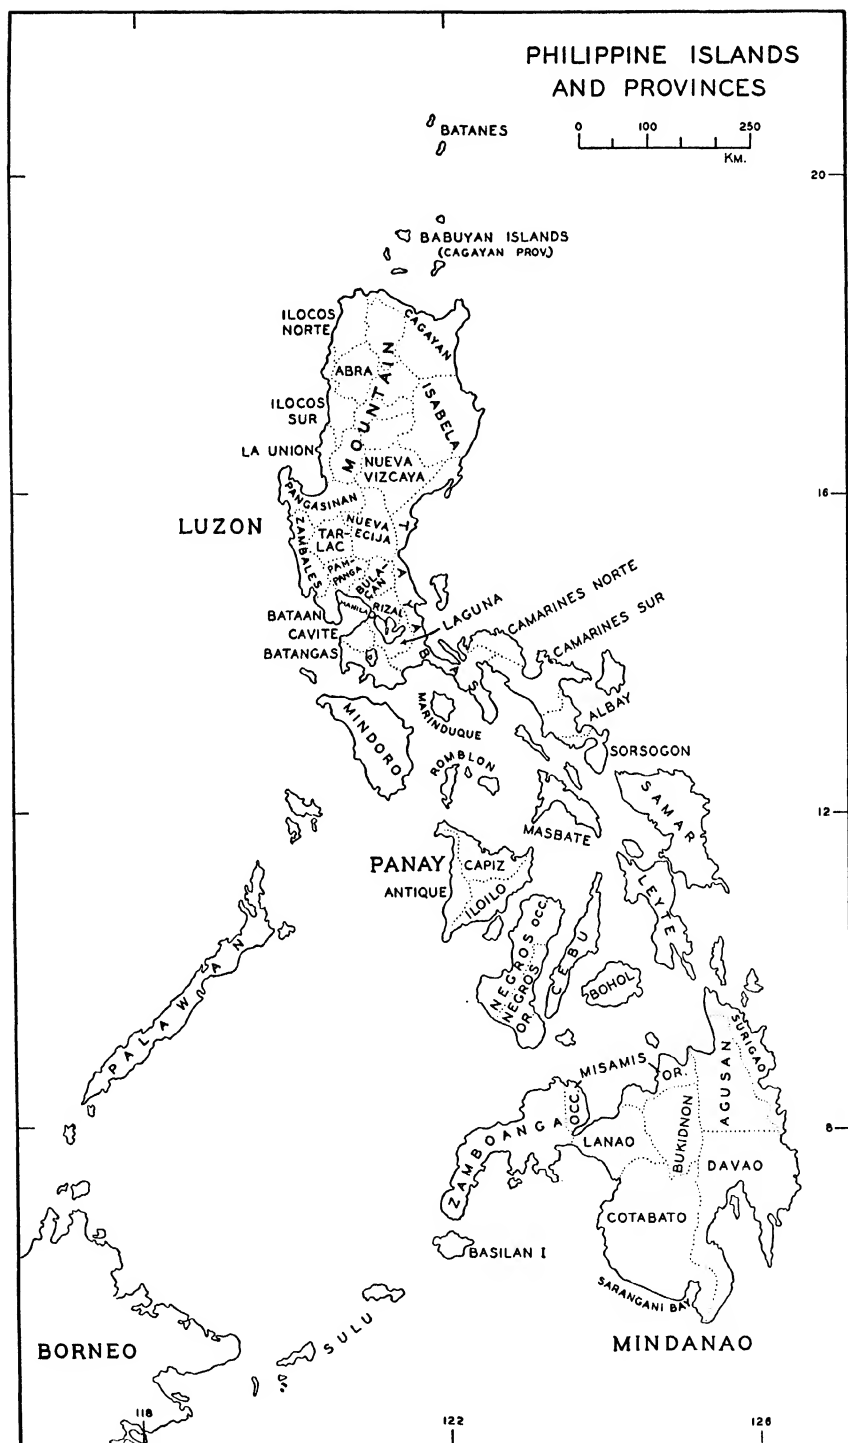 PHILIPPINE ISLANDS
AND PROVINCES
0 100 250
KM.
BATANES
20
BABUYAN ISLANDS
(CAGAYAN PROV.)
ILOCOS
NORTE
CAGAYAN
ABRA
MOUNTAIN
ISABELA
ILOCOS
SUR
LA UNION
NUEVA
VIZCAYA
16
PANGASINAN
LUZON
ZAMBALES
TAR-
LAC
NUEVA
ECIJA
TAYABAS
PAM-
PANGA
BULA-
CAN
MANILA
RIZAL
BATAAN
CAVITE
BATANGAS
LAGUNA
CAMARINES NORTE
CAMARINES SUR
ALBAY
SORSOGON
MINDORO
MARINDUQUE
ROMBLON
MASBATE
SAMAR
12
PANAY
CAPIZ
ANTIQUE
ILOILO
LEYTE
NEGROS OCC.
NEGROS
OR.
CEBU
BOHOL
PALAWAN
SURIGAO
AGUSAN
MISAMIS
OR.
OCC.
ZAMBOANGA
LANAO
BUKIDNON
8
DAVAO
COTABATO
BASILAN I
SARANGANI BAY
SULU
BORNEO
MINDANAO
118
122
126